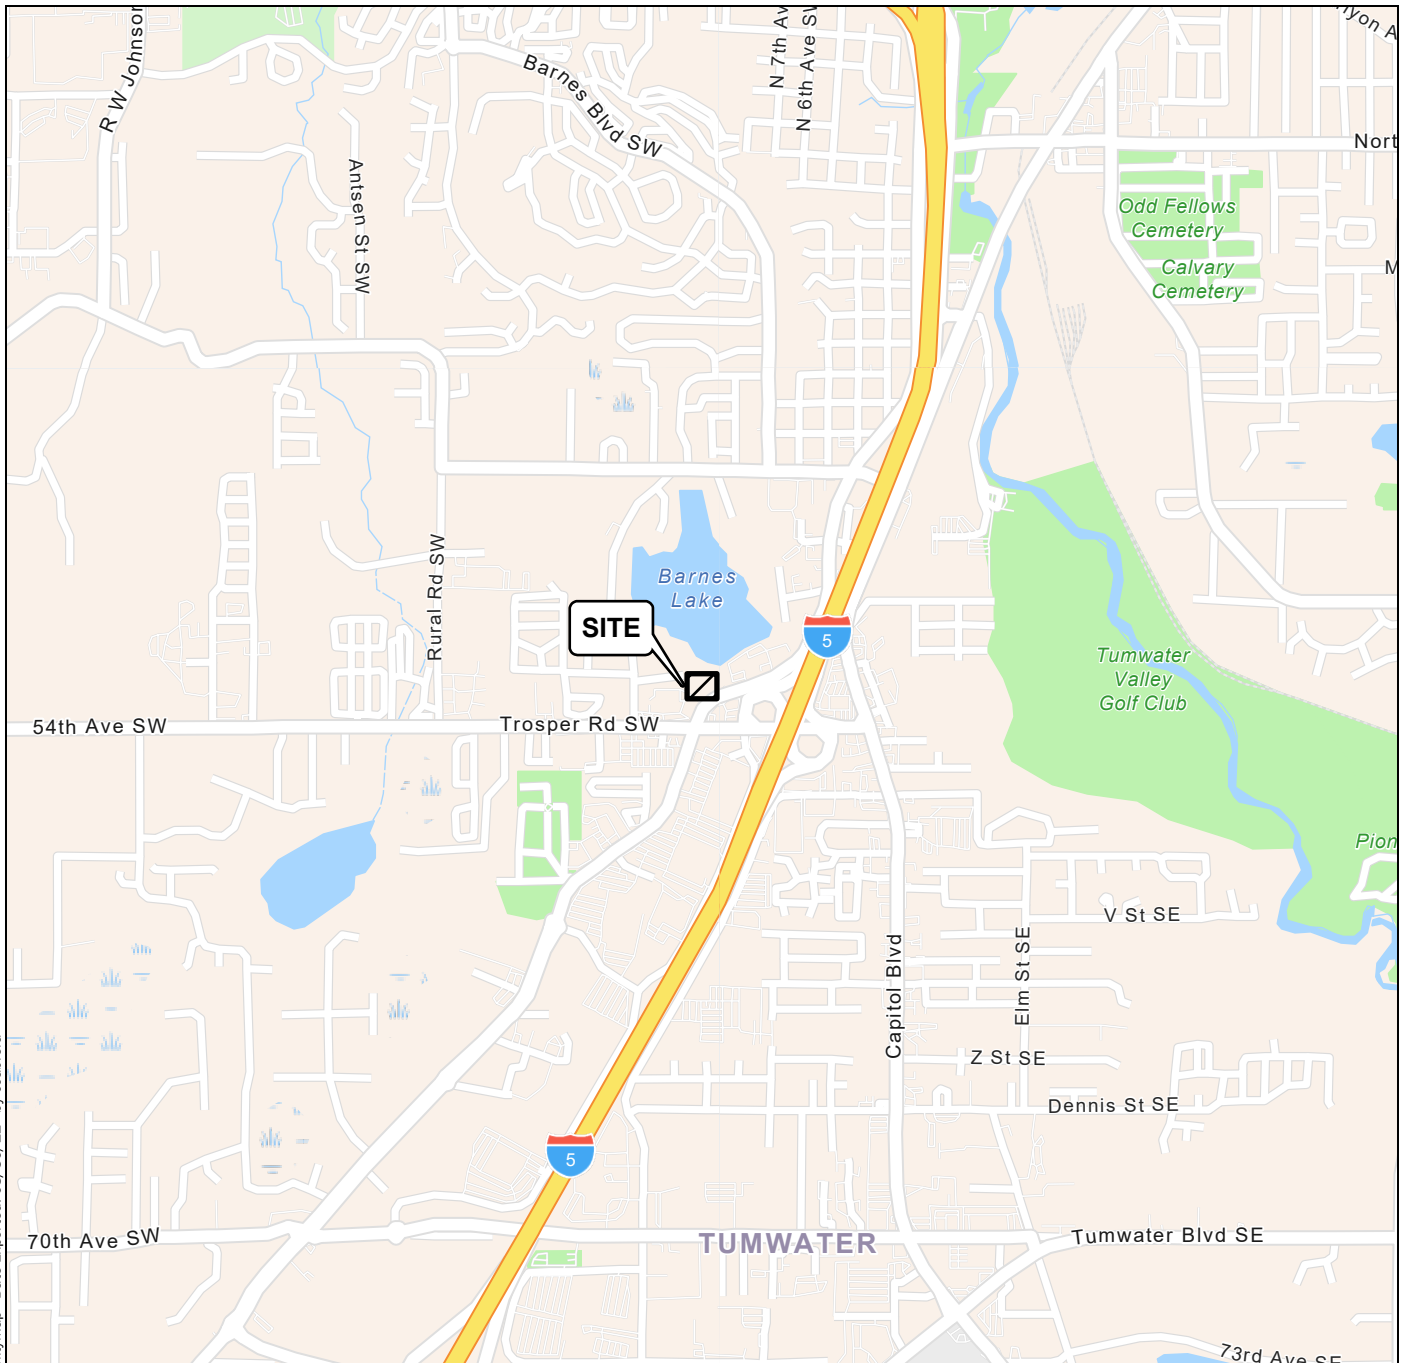 R W Johnson
Barnes Blvd SW
N 7th Av
N 6th Ave SW
nyon A
Nort
Antsen St SW
Odd Fellows
Cemetery
Calvary
Cemetery
M
Rural Rd SW
Barnes
Lake
SITE
5
Tumwater
Valley
Golf Club
54th Ave SW
Trosper Rd SW
Pion
V St SE
Capitol Blvd
Elm St SE
Z St SE
Dennis St SE
5
70th Ave SW
TUMWATER
Tumwater Blvd SE
73rd Ave SE